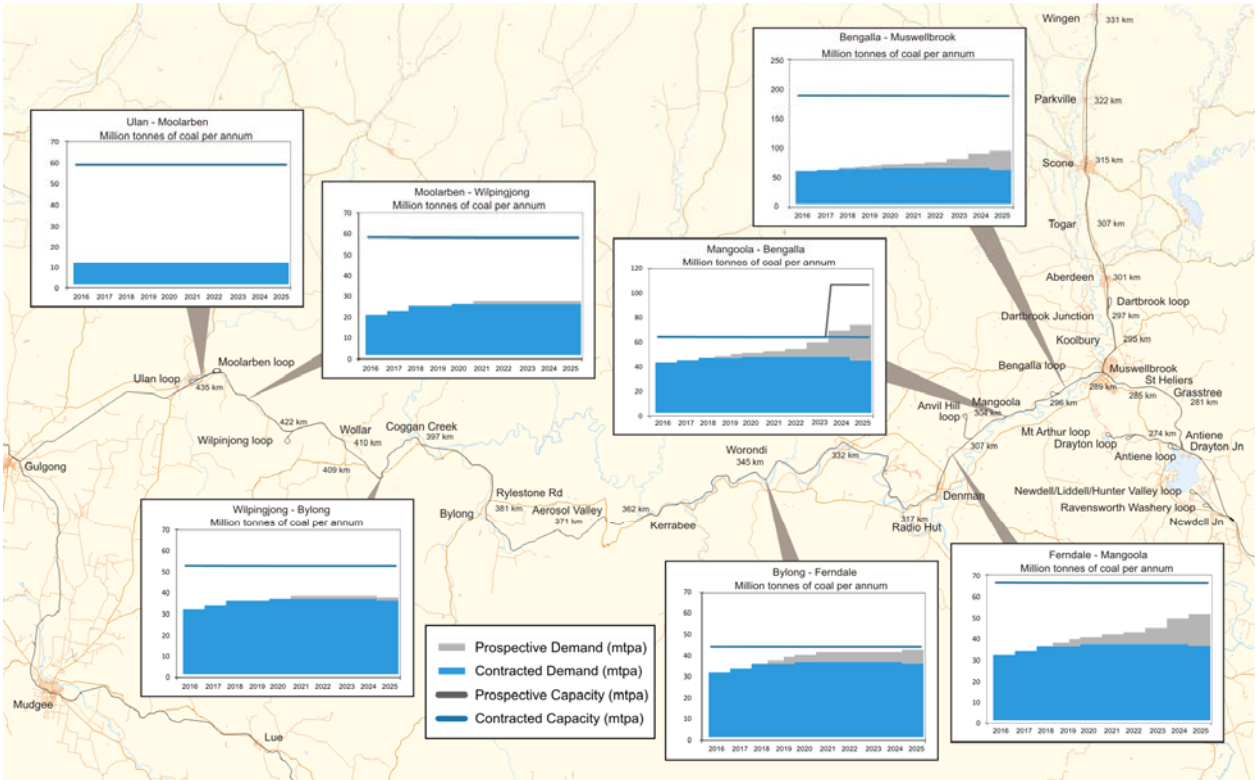 Wingen
331 km
Parkville
322 km
Scone
315 km
Togar
307 km
Aberdeen
301 km
Dartbrook loop
Dartbrook Junction
297 km
Koolbury
295 km
Bengalla loop
Muswellbrook
289 km
St Heliers
285 km
Grasstree
281 km
296 km
Mangoola
304 km
Anvil Hill
loop
307 km
Mt Arthur loop
Drayton loop
274 km
Antiene
Drayton Jn
Antiene loop
Newdell/Liddell/Hunter Valley loop
Ravensworth Washery loop
Newdell Jn
Denman
317 km
Radio Hut
332 km
Worondi
345 km
Kerrabee
362 km
Aerosol Valley
371 km
Rylestone Rd
381 km
Bylong
Coggan Creek
397 km
Wollar
410 km
409 km
422 km
Wilpinjong loop
Moolarben loop
Ulan loop
435 km
Gulgong
Mudgee
Lue
Bengalla - Muswellbrook
Million tonnes of coal per annum
250
200
150
100
50
0
2016 2017 2018 2019 2020 2021 2022 2023 2024 2025
Ulan - Moolarben
Million tonnes of coal per annum
70
60
50
40
30
20
10
0
2016 2017 2018 2019 2020 2021 2022 2023 2024 2025
Moolarben - Wilpingjong
Million tonnes of coal per annum
70
60
50
40
30
20
10
0
2016 2017 2018 2019 2020 2021 2022 2023 2024 2025
Mangoola - Bengalla
Million tonnes of coal per annum
120
100
80
60
40
20
0
2016 2017 2018 2019 2020 2021 2022 2023 2024 2025
Wilpingjong - Bylong
Million tonnes of coal per annum
70
60
50
40
30
20
10
0
2016 2017 2018 2019 2020 2021 2022 2023 2024 2025
Bylong - Ferndale
Million tonnes of coal per annum
70
60
50
40
30
20
10
0
2016 2017 2018 2019 2020 2021 2022 2023 2024 2025
Ferndale - Mangoola
Million tonnes of coal per annum
70
60
50
40
30
20
10
0
2016 2017 2018 2019 2020 2021 2022 2023 2024 2025
Prospective Demand (mtpa)
Contracted Demand (mtpa)
Prospective Capacity (mtpa)
Contracted Capacity (mtpa)